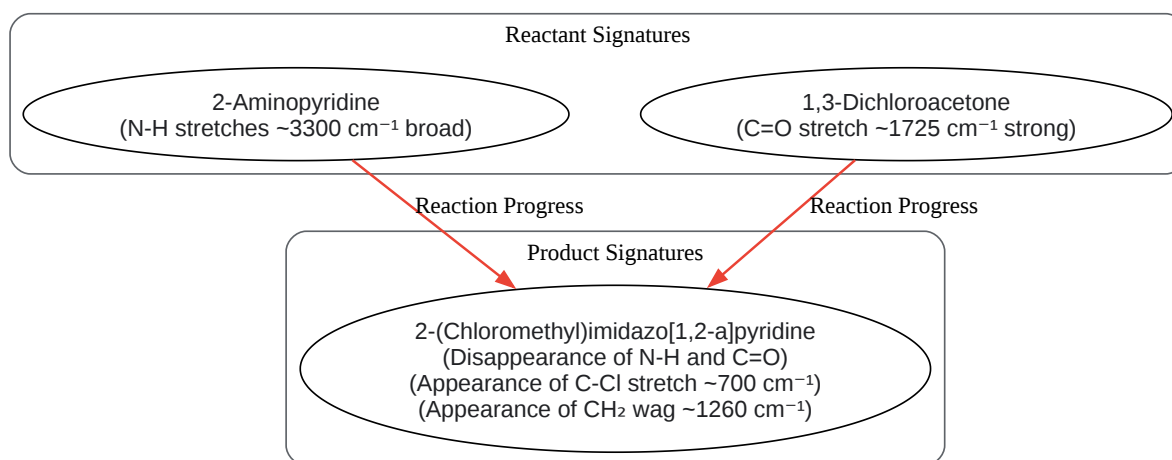 Reactant Signatures
2-Aminopyridine
(N-H stretches ~3300 cm⁻¹ broad)
1,3-Dichloroacetone
(C=O stretch ~1725 cm⁻¹ strong)
Reaction Progress
Reaction Progress
Product Signatures
2-(Chloromethyl)imidazo[1,2-a]pyridine
(Disappearance of N-H and C=O)
(Appearance of C-Cl stretch ~700 cm⁻¹)
(Appearance of CH₂ wag ~1260 cm⁻¹)